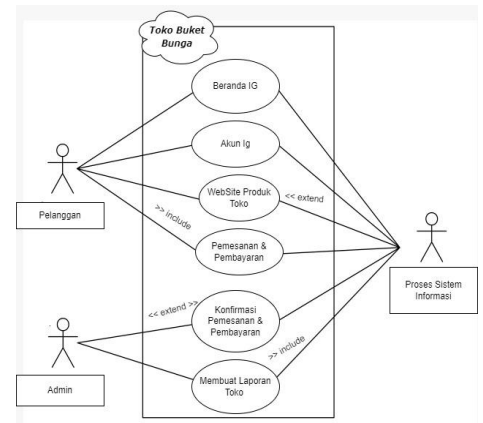 Toko Buket
Bunga
Beranda IG
Akun Ig
WebSite Produk
Toko
<< extend
>> include
Pelanggan
Pemesanan &
Pembayaran
Proses Sistem
Informasi
<< extend >>
Konfirmasi
Pemesanan &
Pembayaran
>> include
Admin
Membuat Laporan
Toko